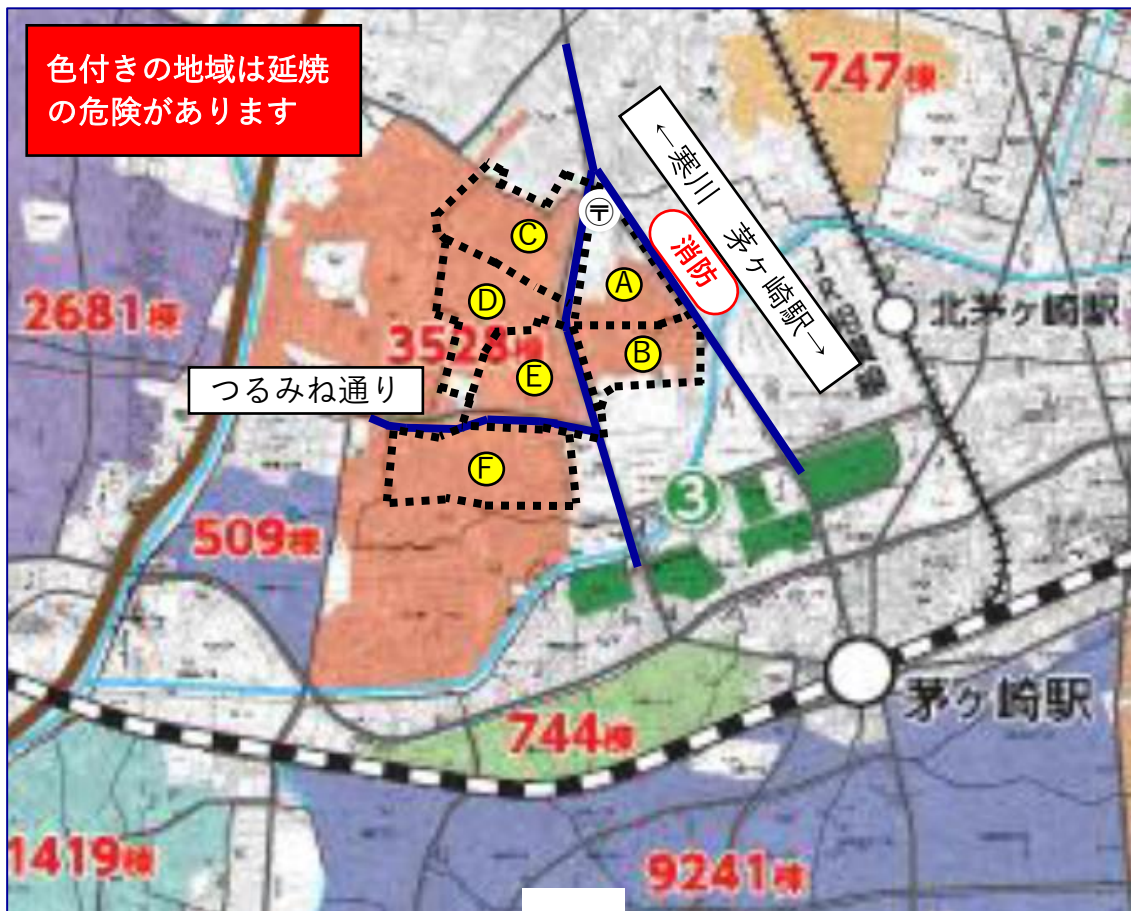 色付きの地域は延焼
の危険があります
747棟
←寒川 茅ヶ崎駅→
〒
消防
C
A
D
2681棟
北茅ヶ崎駅
3528棟
B
E
つるみね通り
F
3
509棟
茅ヶ崎駅
744棟
1419棟
9241棟